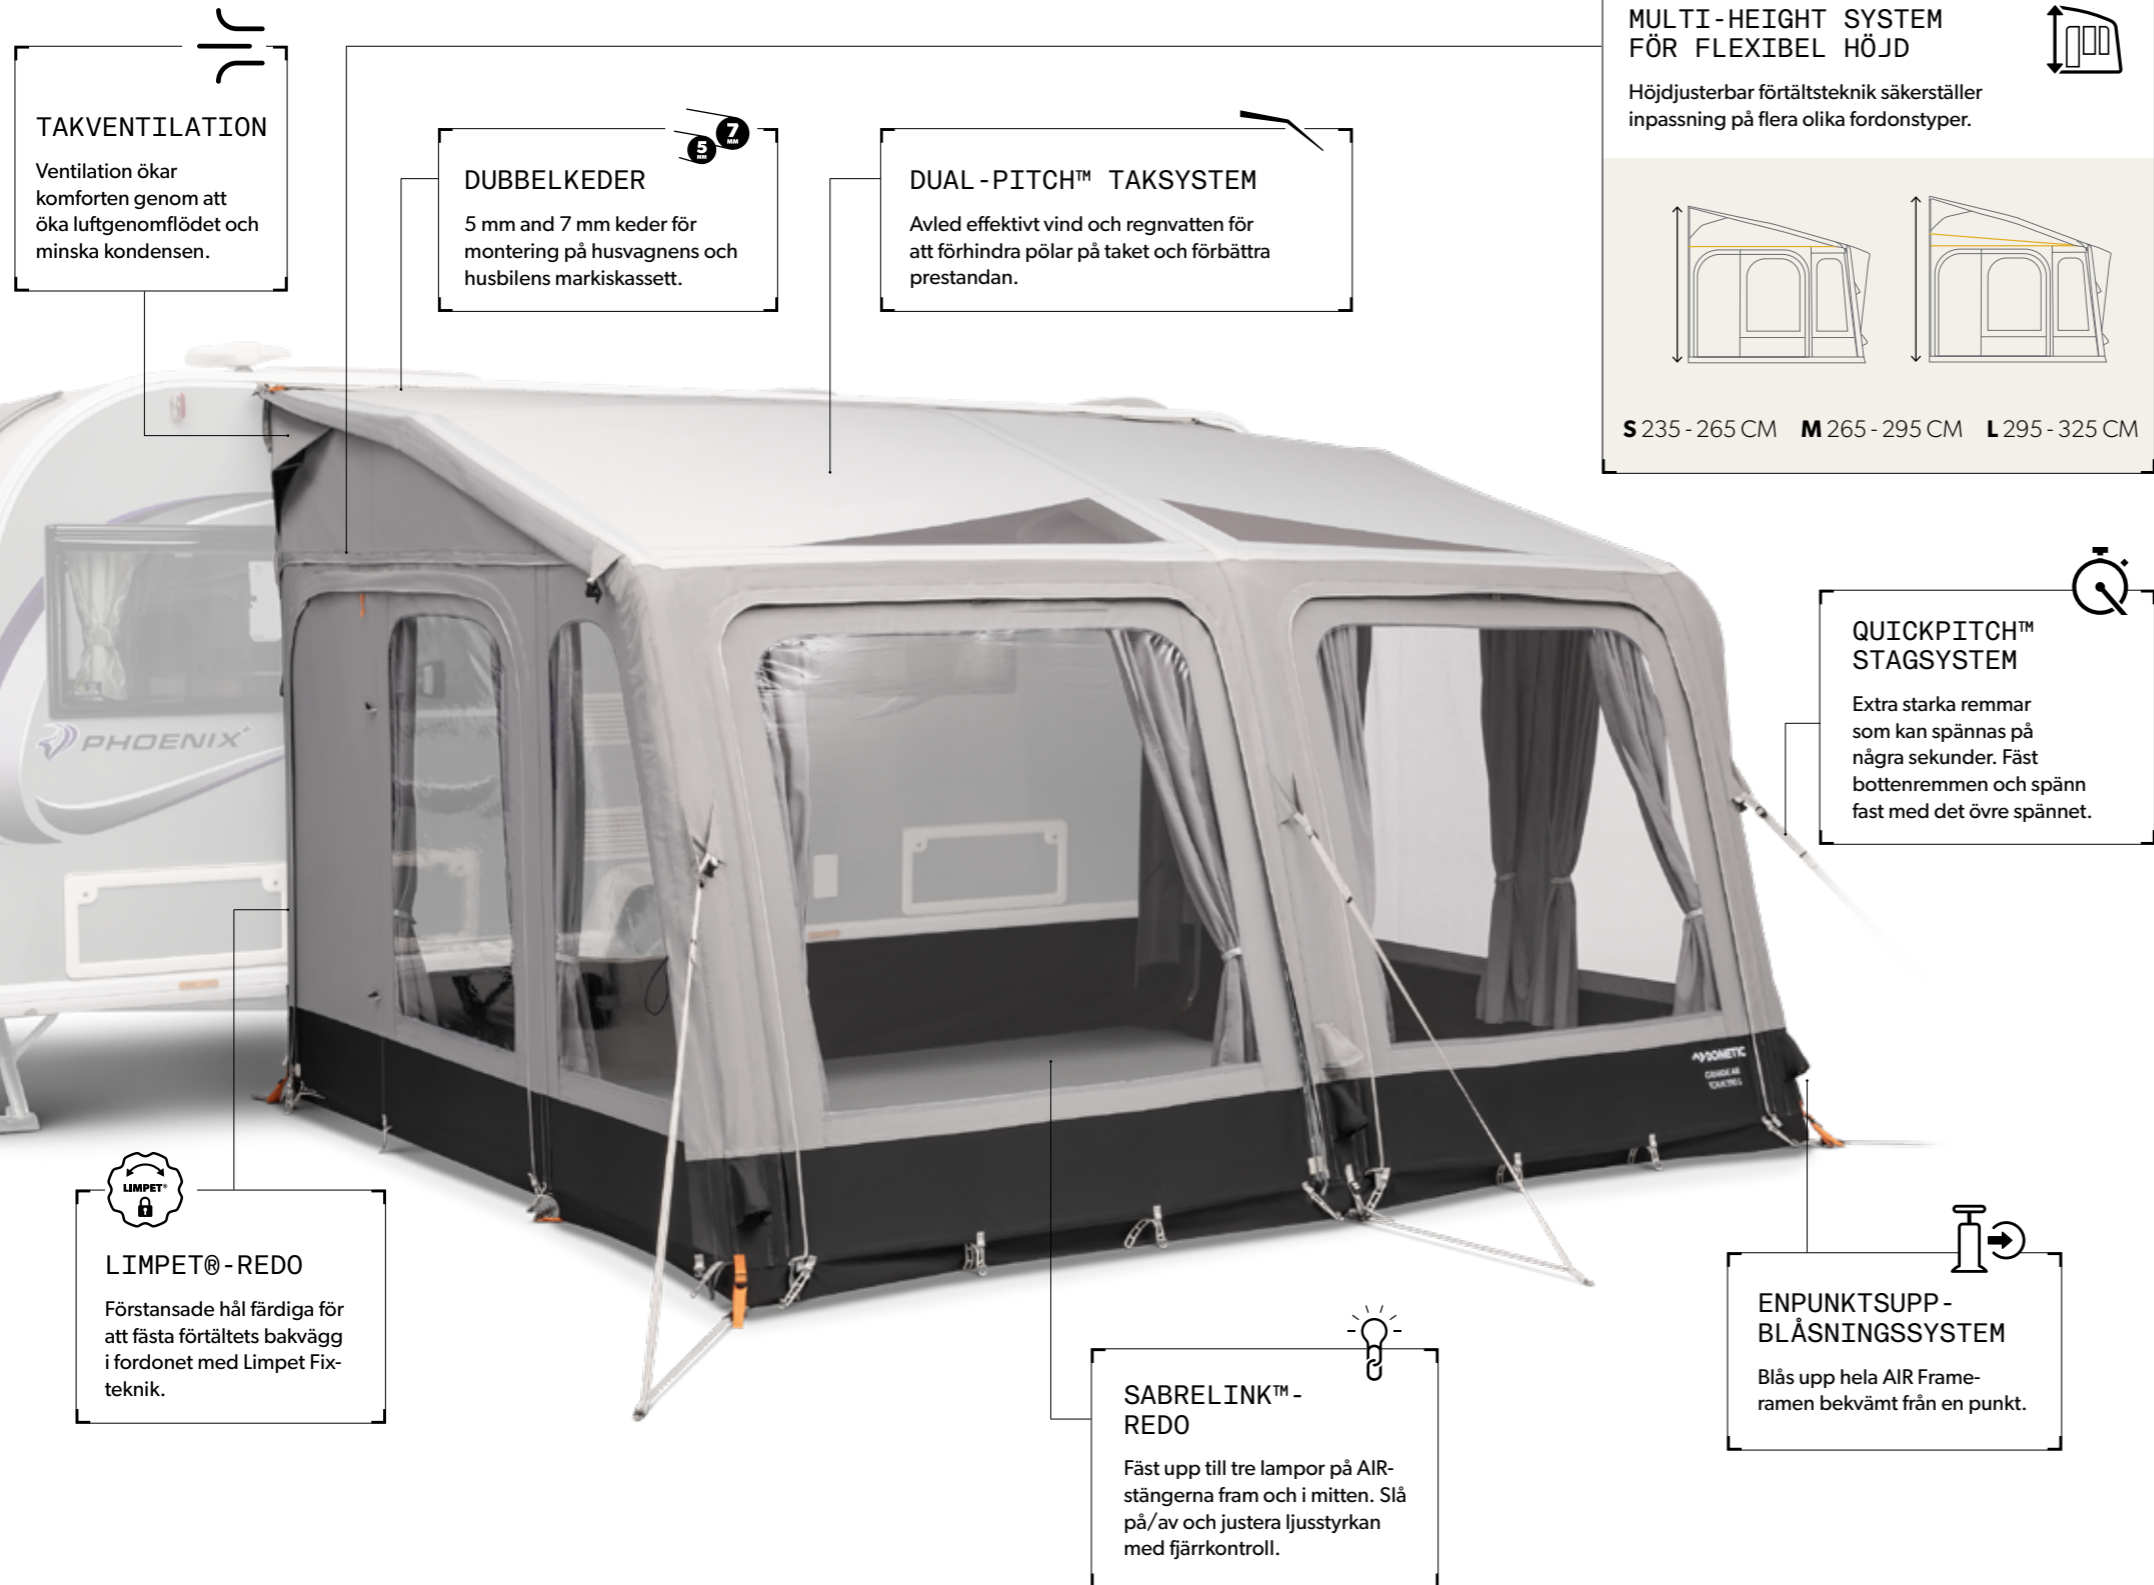 MULTI-HEIGHT SYSTEM
FÖR FLEXIBEL HÖJD
Höjdjusterbar förtältsteknik säkerställer
inpassning på flera olika fordonstyper.
S 235 - 265 CM M 265 - 295 CM L 295 - 325 CM
TAKVENTILATION
Ventilation ökar
komforten genom att
öka luftgenomflödet och
minska kondensen.
5 MM
7 MM
DUBBELKEDER
5 mm and 7 mm keder för
montering på husvagnens och
husbilens markiskassett.
DUAL-PITCH™ TAKSYSTEM
Avled effektivt vind och regnvatten för
att förhindra pölar på taket och förbättra
prestandan.
QUICKPITCH™
STAGSYSTEM
Extra starka remmar
som kan spännas på
några sekunder. Fäst
bottenremmen och spänn
fast med det övre spännet.
PHOENIX
DOMETIC
LIMPET®
LIMPET®-REDO
Förstansade hål färdiga för
att fästa förtältets bakvägg
i fordonet med Limpet Fix-
teknik.
SABRELINK™-
REDO
Fäst upp till tre lampor på AIR-
stängerna fram och i mitten. Slå
på/av och justera ljusstyrkan
med fjärrkontroll.
ENPUNKTSUPP-
BLÅSNINGSSYSTEM
Blås upp hela AIR Frame-
ramen bekvämt från en punkt.